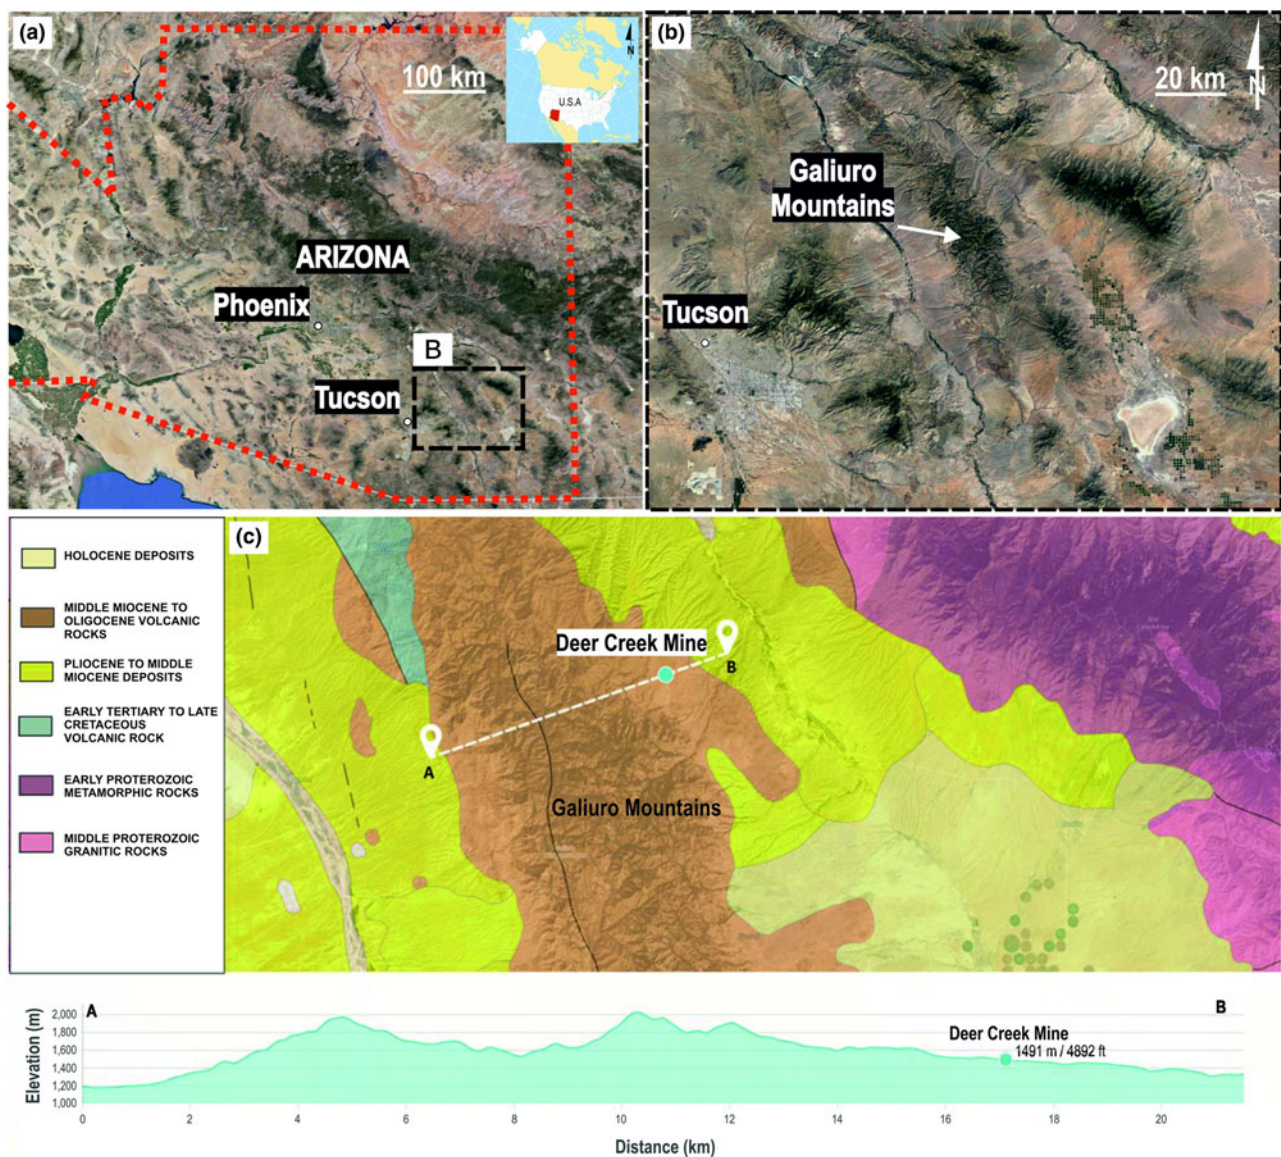 (a)
100 km
N
U.S.A
ARIZONA
Phoenix
B
Tucson
(b)
20 km
N
Galiuro
Mountains
Tucson
HOLOCENE DEPOSITS
MIDDLE MIOCENE TO
OLIGOCENE VOLCANIC
ROCKS
PLIOCENE TO MIDDLE
MIOCENE DEPOSITS
EARLY TERTIARY TO LATE
CRETACEOUS
VOLCANIC ROCK
EARLY PROTEROZOIC
METAMORPHIC ROCKS
MIDDLE PROTEROZOIC
GRANITIC ROCKS
(c)
Deer Creek Mine
B
A
Galiuro Mountains
A
B
Elevation (m)
2,000
1,800
1,600
1,400
1,200
1,000
Deer Creek Mine
1491 m / 4892 ft
0 2 4 6 8 10 12 14 16 18 20
Distance (km)